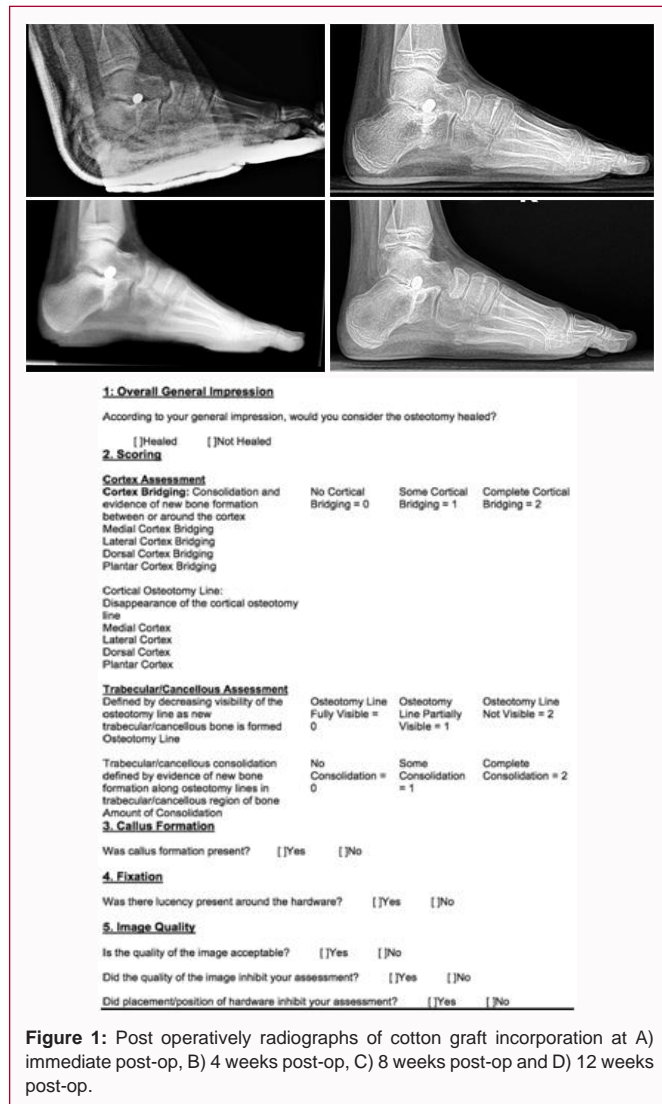 1: Overall General Impression
According to your general impression, would you consider the osteotomy healed?
[ ]Healed [ ]Not Healed
2. Scoring
Cortex Assessment
Cortex Bridging: Consolidation and evidence of new bone formation between or around the cortex
No Cortical Bridging = 0
Some Cortical Bridging = 1
Complete Cortical Bridging = 2
Medial Cortex Bridging
Lateral Cortex Bridging
Dorsal Cortex Bridging
Plantar Cortex Bridging
Cortical Osteotomy Line:
Disappearance of the cortical osteotomy
line
Medial Cortex
Lateral Cortex
Dorsal Cortex
Plantar Cortex
Trabecular/Cancellous Assessment
Defined by decreasing visibility of the
osteotomy line as new
trabecular/cancellous bone is formed
Osteotomy Line
Osteotomy Line Fully Visible = 0
Osteotomy Line Partially Visible = 1
Osteotomy Line Not Visible = 2
Trabecular/cancellous consolidation
defined by evidence of new bone
formation along osteotomy lines in
trabecular/cancellous region of bone
Amount of Consolidation
No Consolidation = 0
Some Consolidation = 1
Complete Consolidation = 2
3. Callus Formation
Was callus formation present? [ ]Yes [ ]No
4. Fixation
Was there lucency present around the hardware? [ ]Yes [ ]No
5. Image Quality
Is the quality of the image acceptable? [ ]Yes [ ]No
Did the quality of the image inhibit your assessment? [ ]Yes [ ]No
Did placement/position of hardware inhibit your assessment? [ ]Yes [ ]No
Figure 1: Post operatively radiographs of cotton graft incorporation at A)
immediate post-op, B) 4 weeks post-op, C) 8 weeks post-op and D) 12 weeks
post-op.